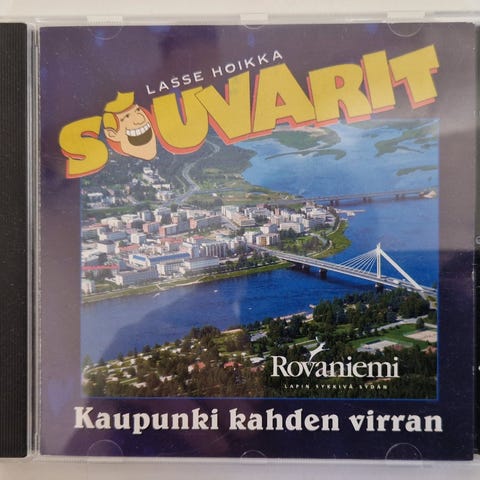 LASSE HOIKKA
SOUVARIT
Rovaniemi
LAPIN SYKKIVÄ SYDÄN
Kaupunki kahden virran